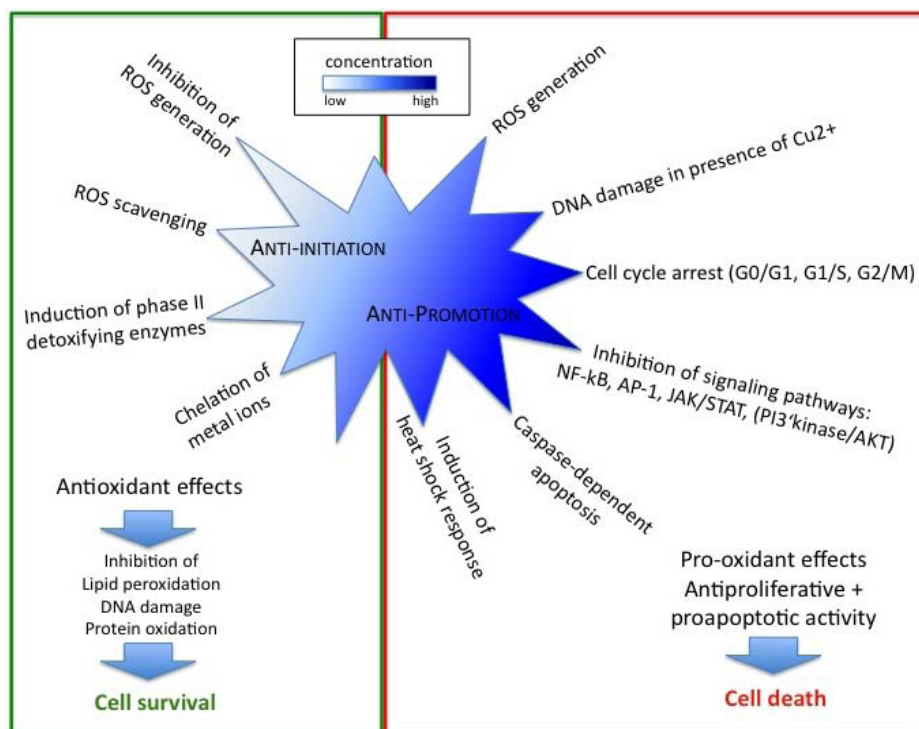 concentration
low high
Inhibition of
ROS generation
ROS scavenging
Induction of phase II
detoxifying enzymes
Chelation of
metal ions
ANTI-INITIATION
ANTI-PROMOTION
ROS generation
DNA damage in presence of Cu2+
Cell cycle arrest (G0/G1, G1/S, G2/M)
Inhibition of signaling pathways:
NF-kB, AP-1, JAK/STAT, (PI3‘kinase/AKT)
Caspase-dependent
apoptosis
Induction of
heat shock response
Antioxidant effects
Inhibition of
Lipid peroxidation
DNA damage
Protein oxidation
Cell survival
Pro-oxidant effects
Antiproliferative +
proapoptotic activity
Cell death